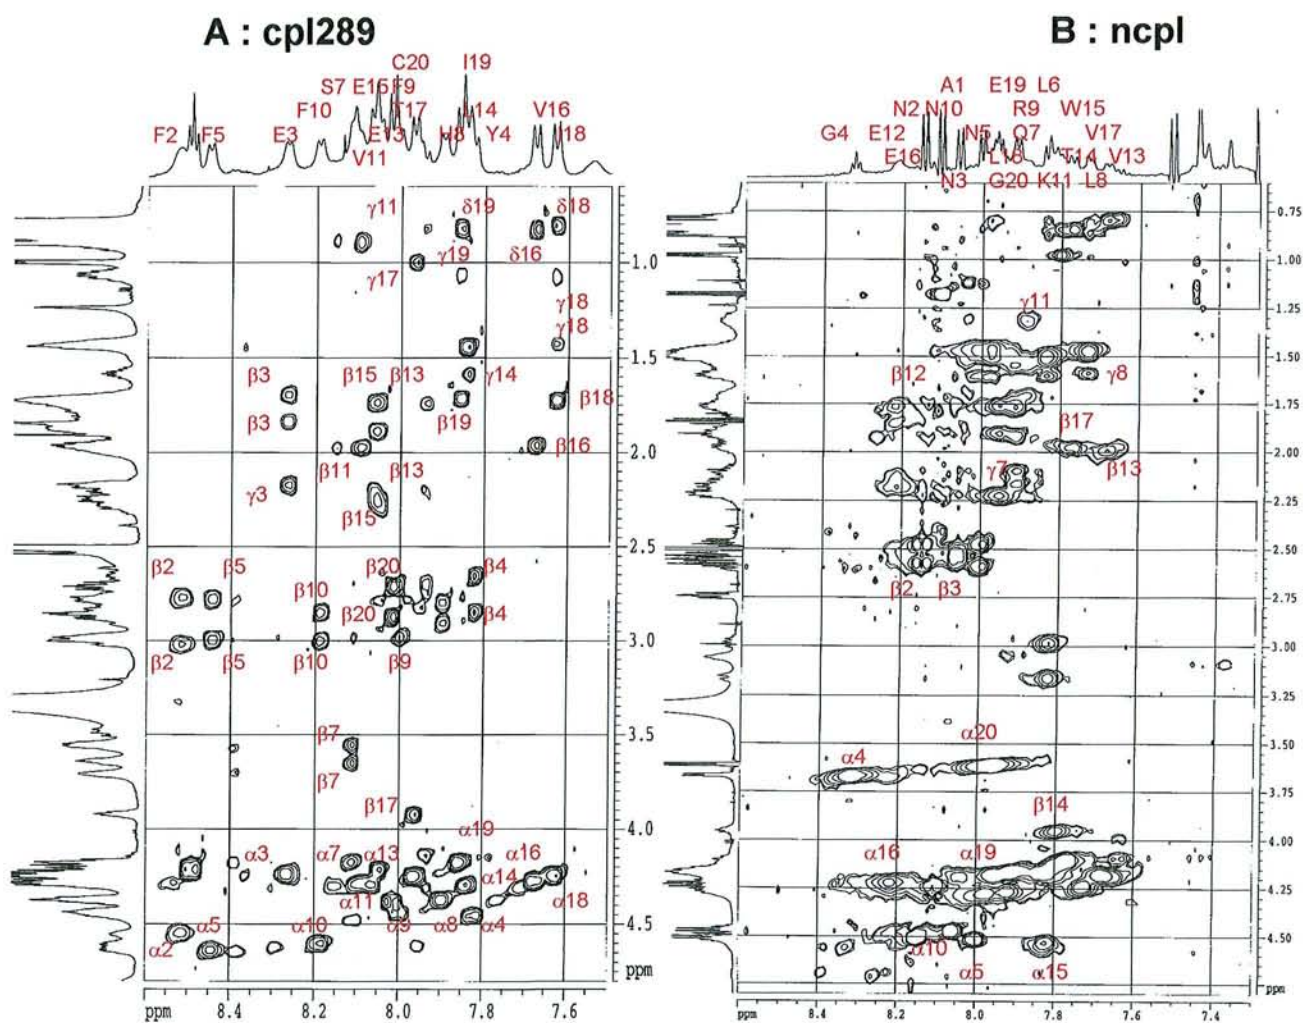 A : cpl289
B : ncpl
C20 I19
S7 E15 F9
F10 T17 L14 V16
F2 F5 E3 E13 H8 Y4 I18
V11
A1 E19 L6
N2 N10 R9 W15
G4 E12 N5 Q7 V17
E16 L18 T14 V13
N3 G20 K11 L8
γ11 δ19 δ18
γ19 δ16
γ17
γ18
γ18
β3 β15 β13 γ14
β18
β3 β19
β16
β11 β13
γ3
β15
β2 β5 β20 β4
β10
β20 β4
β2 β5 β10 β9
β7
β7
β17
α19
α3 α7 α13 α16
α14
α11 α18
α5 α10 α9 α8 α4
α2
1.0
1.5
2.0
2.5
3.0
3.5
4.0
4.5
ppm
ppm 8.4 8.2 8.0 7.8 7.6
γ11
β12 γ8
β17
γ7 β13
β2 β3
α20
α4
β14
α16 α19
α10
α5 α15
0.75
1.00
1.25
1.50
1.75
2.00
2.25
2.50
2.75
3.00
3.25
3.50
3.75
4.00
4.25
4.50
ppm
ppm 8.4 8.2 8.0 7.8 7.6 7.4